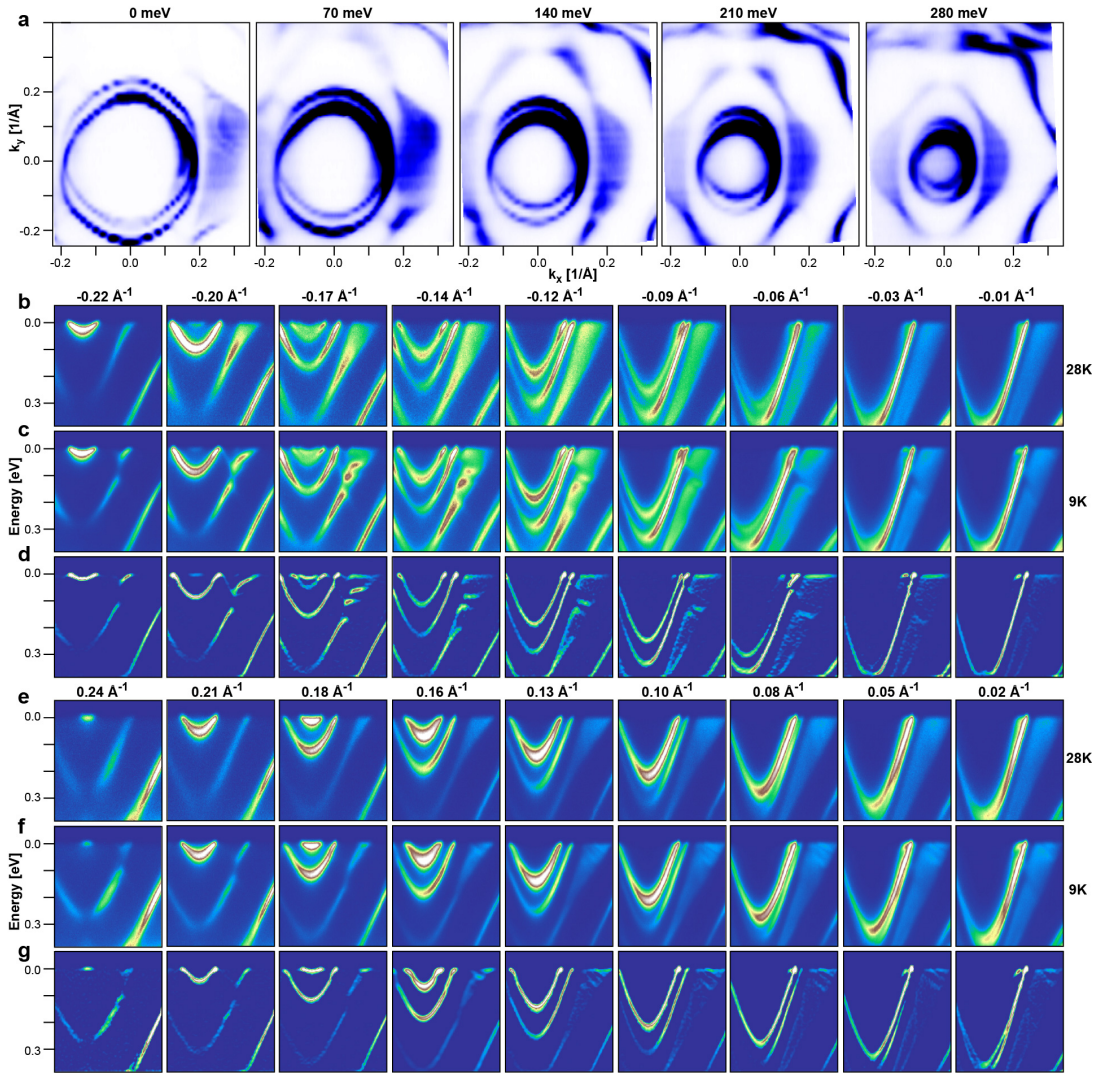 a
0 meV 70 meV 140 meV 210 meV 280 meV
ky [1/Å]
0.2
0.0
-0.2
-0.2 0.0 0.2 -0.2 0.0 0.2 -0.2 0.0 0.2 -0.2 0.0 0.2 -0.2 0.0 0.2
kx [1/Å]
b
-0.22 Å-1 -0.20 Å-1 -0.17 Å-1 -0.14 Å-1 -0.12 Å-1 -0.09 Å-1 -0.06 Å-1 -0.03 Å-1 -0.01 Å-1
0.0
0.3
28K
c
0.0
0.3
9K
Energy [eV]
d
0.0
0.3
e
0.24 Å-1 0.21 Å-1 0.18 Å-1 0.16 Å-1 0.13 Å-1 0.10 Å-1 0.08 Å-1 0.05 Å-1 0.02 Å-1
0.0
0.3
28K
f
0.0
0.3
9K
Energy [eV]
g
0.0
0.3